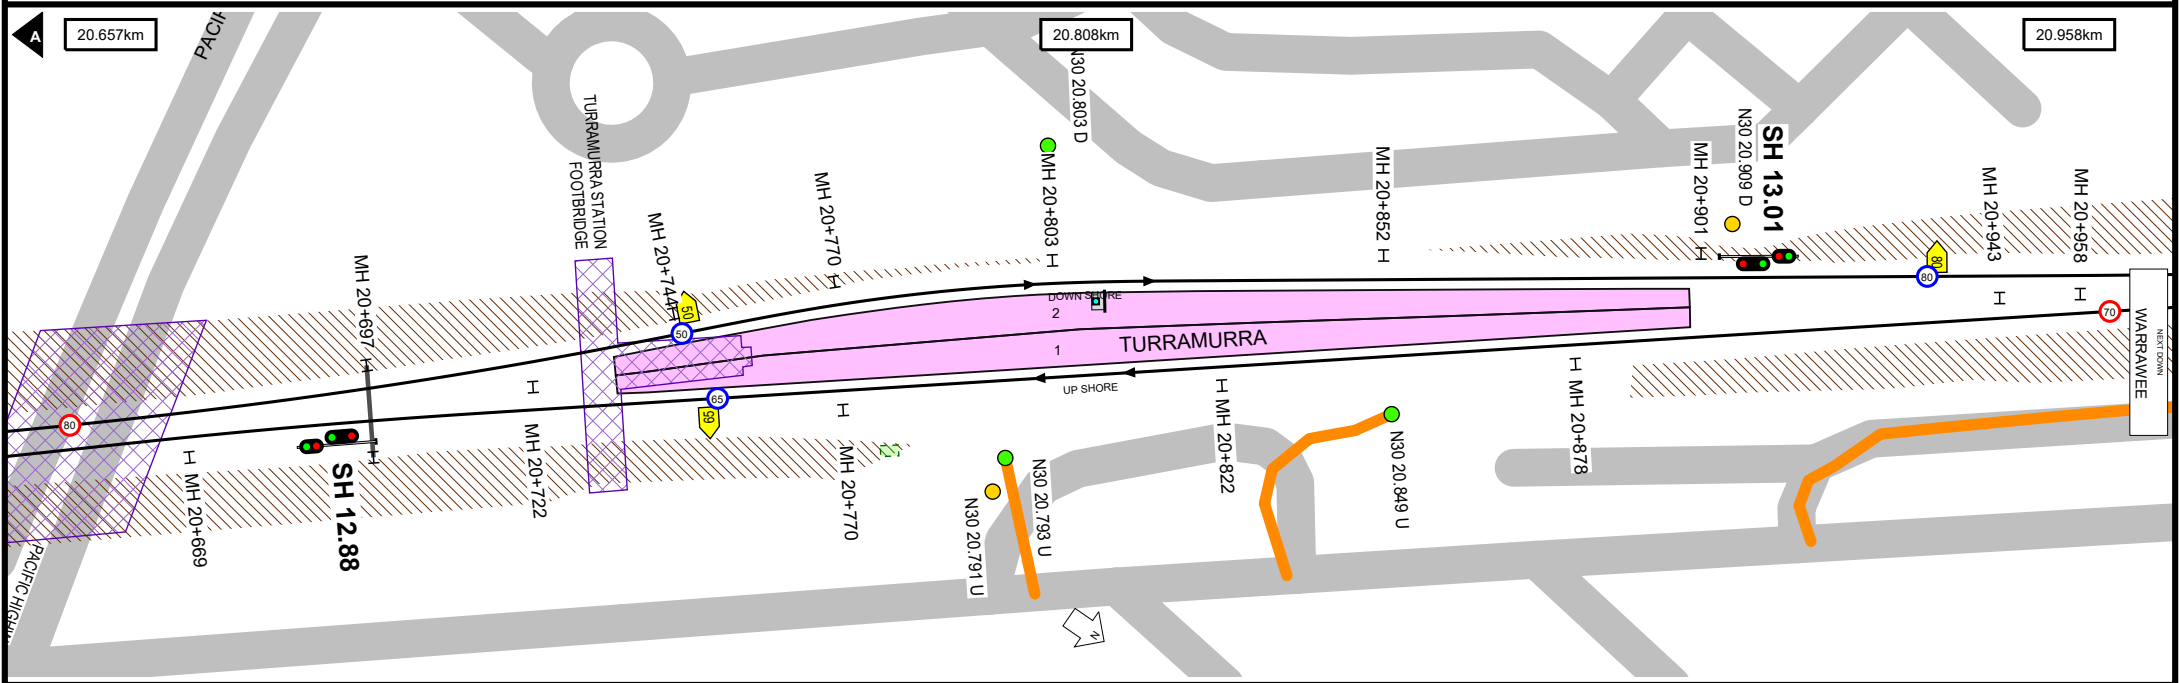 A
20.657km
20.808km
20.958km
PACIF
TURRAMURRA STATION
FOOTBRIDGE
N30 20.803 D
N30 20.909 D
SH 13.01
MH 20+697
MH 20+744
MH 20+770
MH 20+803
MH 20+852
MH 20+901
MH 20+943
MH 20+958
50
50
80
80
DOWN SHORE
2
1
TURRAMURRA
UP SHORE
70
WARRAWEE
NEXT DOWN
80
65
65
MH 20+669
SH 12.88
MH 20+722
MH 20+770
N30 20.791 U
N30 20.793 U
MH 20+822
N30 20.849 U
MH 20+878
PACIFIC HIGHW
N